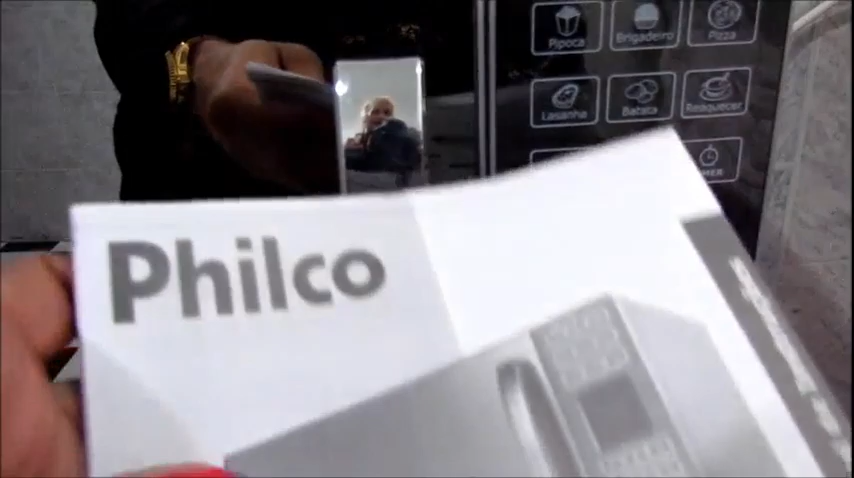 Pipoca
Brigadeiro
Pizza
Lasanha
Batata
Reaquecer
Philco